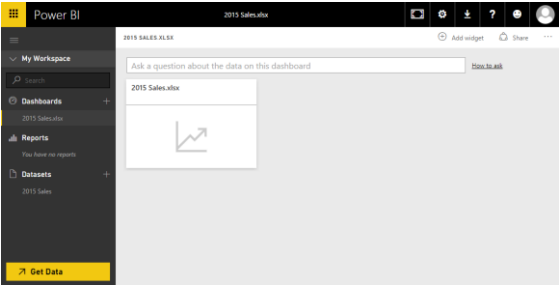 Power BI
2015 Sales.xlsx
?
2015 SALES.XLSX
Add widget
Share
...
My Workspace
Search
Dashboards +
2015 Sales.xlsx
Reports
You have no reports
Datasets +
2015 Sales
Get Data
Ask a question about the data on this dashboard
How to ask
2015 Sales.xlsx